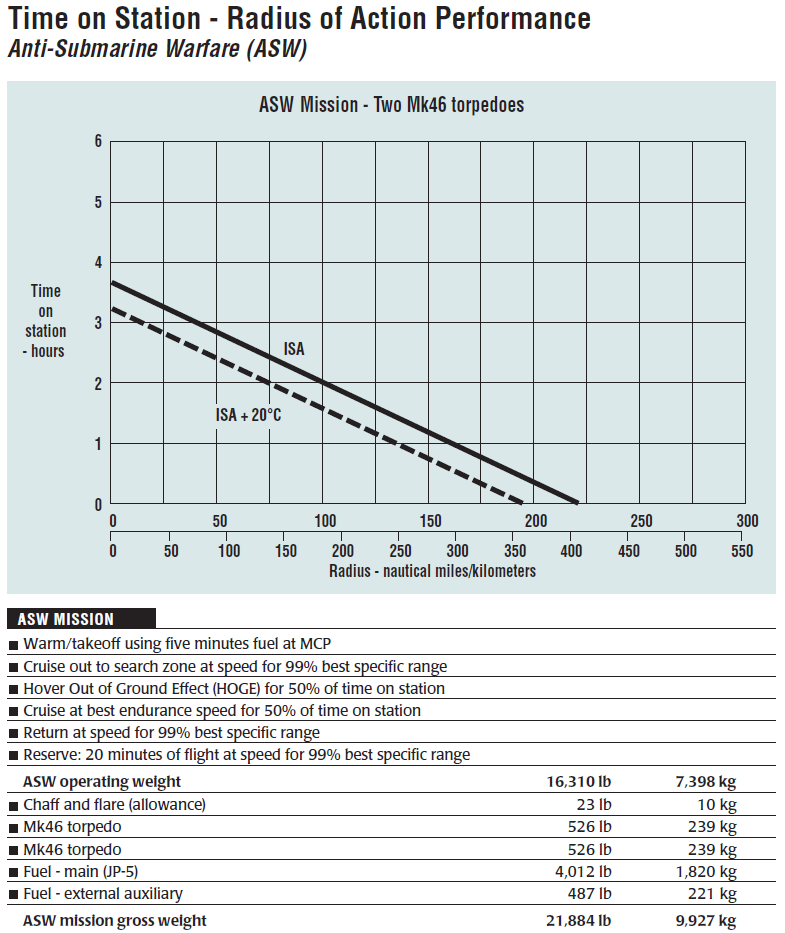 Time on Station - Radius of Action Performance
Anti-Submarine Warfare (ASW)
ASW Mission - Two Mk46 torpedoes
6
5
4
3
2
1
0
Time
on
station
- hours
ISA
ISA + 20°C
0 50 100 150 200 250 300
0 50 100 150 200 250 300 350 400 450 500 550
Radius - nautical miles/kilometers
ASW MISSION
■ Warm/takeoff using five minutes fuel at MCP
■ Cruise out to search zone at speed for 99% best specific range
■ Hover Out of Ground Effect (HOGE) for 50% of time on station
■ Cruise at best endurance speed for 50% of time on station
■ Return at speed for 99% best specific range
■ Reserve: 20 minutes of flight at speed for 99% best specific range
ASW operating weight 16,310 lb 7,398 kg
■ Chaff and flare (allowance) 23 lb 10 kg
■ Mk46 torpedo 526 lb 239 kg
■ Mk46 torpedo 526 lb 239 kg
■ Fuel - main (JP-5) 4,012 lb 1,820 kg
■ Fuel - external auxiliary 487 lb 221 kg
ASW mission gross weight 21,884 lb 9,927 kg